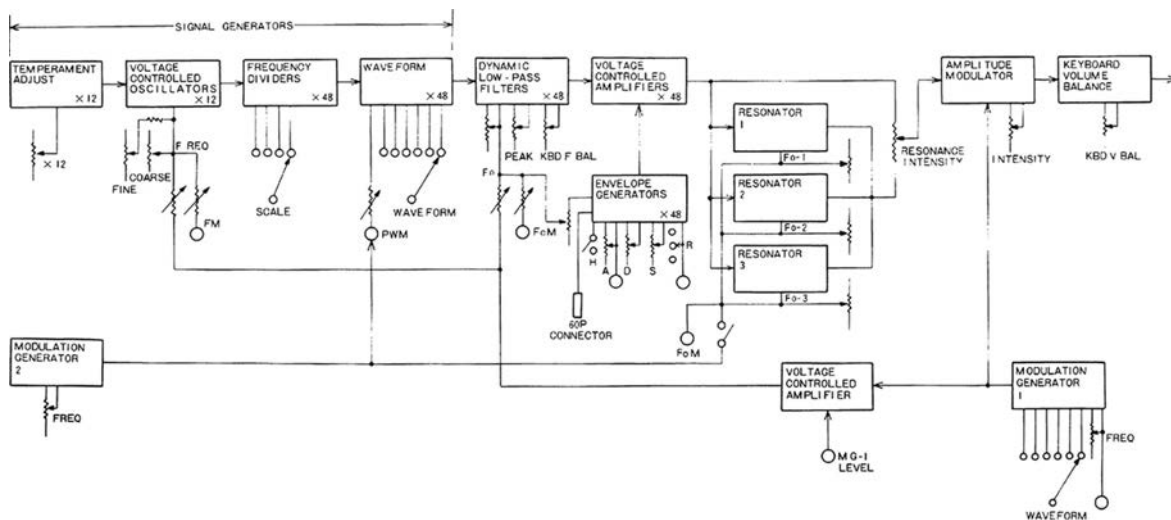 SIGNAL GENERATORS
TEMPERAMENT
ADJUST
×12
VOLTAGE
CONTROLLED
OSCILLATORS
×12
FREQUENCY
DIVIDERS
×48
WAVEFORM
×48
DYNAMIC
LOW-PASS
FILTERS
×48
VOLTAGE
CONTROLLED
AMPLIFIERS
×48
AMPLITUDE
MODULATOR
KEYBOARD
VOLUME
BALANCE
×12
FREQ
COARSE
FINE
FM
SCALE
PWM
WAVEFORM
PEAK
KBD F BAL
Fo
FoM
ENVELOPE
GENERATORS
×48
H
A
D
S
R
60P
CONNECTOR
RESONATOR
1
Fo-1
RESONATOR
2
Fo-2
RESONATOR
3
Fo-3
FoM
RESONANCE
INTENSITY
INTENSITY
KBD V BAL
MODULATION
GENERATOR
2
FREQ
VOLTAGE
CONTROLLED
AMPLIFIER
MG-1
LEVEL
MODULATION
GENERATOR
1
FREQ
WAVEFORM